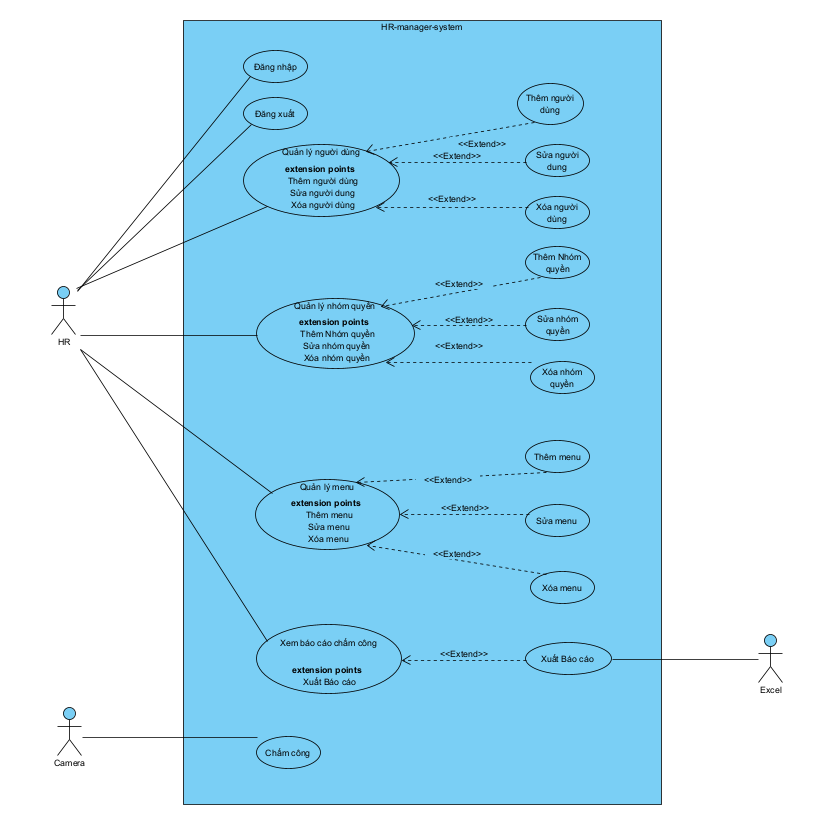 HR-manager-system
Đăng nhập
Đăng xuất
Thêm người
dùng
<<Extend>>
Quản lý người dùng
extension points
Thêm người dùng
Sửa người dung
Xóa người dùng
<<Extend>>
Sửa người
dung
<<Extend>>
Xóa người
dùng
Thêm Nhóm
quyền
<<Extend>>
HR
Quản lý nhóm quyền
extension points
Thêm Nhóm quyền
Sửa nhóm quyền
Xóa nhóm quyền
<<Extend>>
Sửa nhóm
quyền
<<Extend>>
Xóa nhóm
quyền
Thêm menu
<<Extend>>
Quản lý menu
extension points
Thêm menu
Sửa menu
Xóa menu
<<Extend>>
Sửa menu
<<Extend>>
Xóa menu
Xem báo cáo chấm công
extension points
Xuất Báo cáo
<<Extend>>
Xuất Báo cáo
Excel
Camera
Chấm công